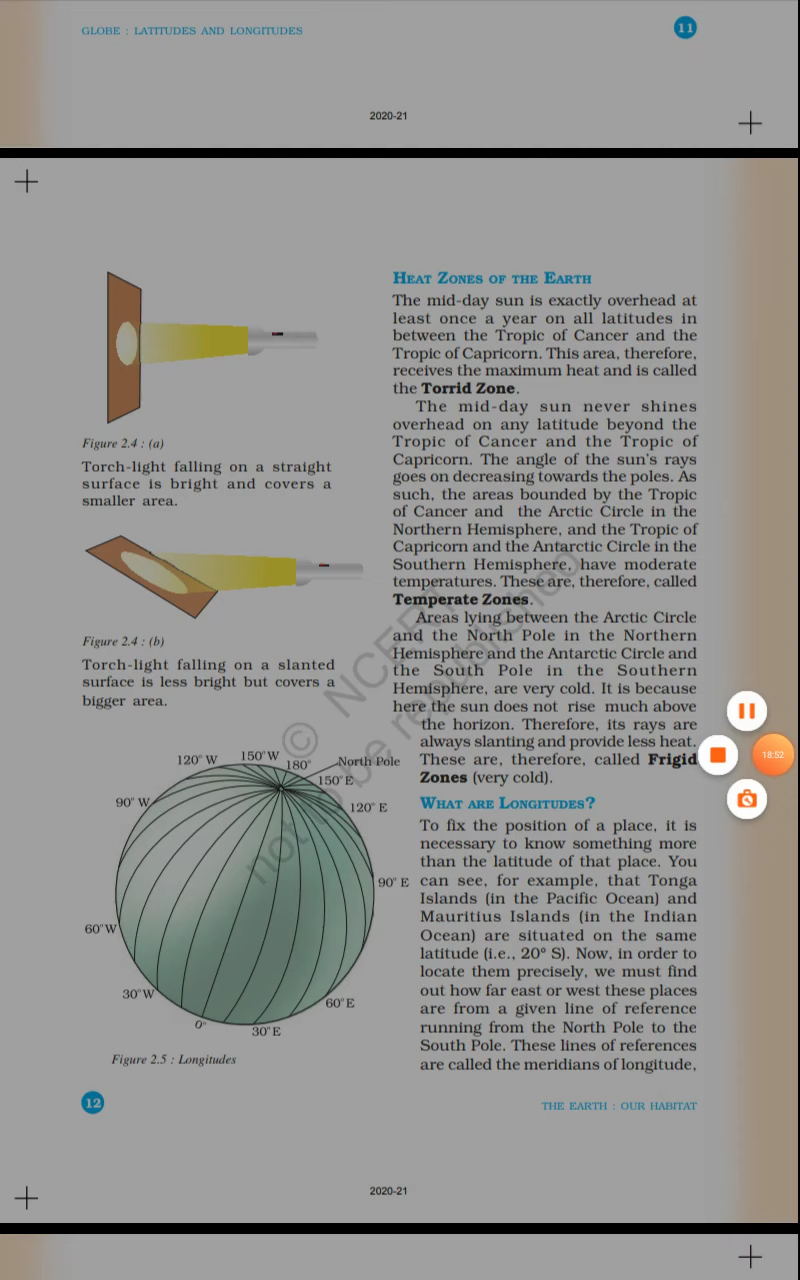 GLOBE : LATITUDES AND LONGITUDES
11
2020-21
Figure 2.4 : (a)
Torch-light falling on a straight
surface is bright and covers a
smaller area.
Figure 2.4 : (b)
Torch-light falling on a slanted
surface is less bright but covers a
bigger area.
120° W
150° W
180°
North Pole
150° E
90° W
120° E
90° E
60° W
30° W
60° E
0°
30° E
Figure 2.5 : Longitudes
HEAT ZONES OF THE EARTH
The mid-day sun is exactly overhead at
least once a year on all latitudes in
between the Tropic of Cancer and the
Tropic of Capricorn. This area, therefore,
receives the maximum heat and is called
the Torrid Zone.
The mid-day sun never shines
overhead on any latitude beyond the
Tropic of Cancer and the Tropic of
Capricorn. The angle of the sun's rays
goes on decreasing towards the poles. As
such, the areas bounded by the Tropic
of Cancer and the Arctic Circle in the
Northern Hemisphere, and the Tropic of
Capricorn and the Antarctic Circle in the
Southern Hemisphere, have moderate
temperatures. These are, therefore, called
Temperate Zones.
Areas lying between the Arctic Circle
and the North Pole in the Northern
Hemisphere and the Antarctic Circle and
the South Pole in the Southern
Hemisphere, are very cold. It is because
here the sun does not rise much above
the horizon. Therefore, its rays are
always slanting and provide less heat.
These are, therefore, called Frigid
Zones (very cold).
WHAT ARE LONGITUDES?
To fix the position of a place, it is
necessary to know something more
than the latitude of that place. You
can see, for example, that Tonga
Islands (in the Pacific Ocean) and
Mauritius Islands (in the Indian
Ocean) are situated on the same
latitude (i.e., 20° S). Now, in order to
locate them precisely, we must find
out how far east or west these places
are from a given line of reference
running from the North Pole to the
South Pole. These lines of references
are called the meridians of longitude,
© NCERT
not to be republished
18:52
12
THE EARTH : OUR HABITAT
2020-21